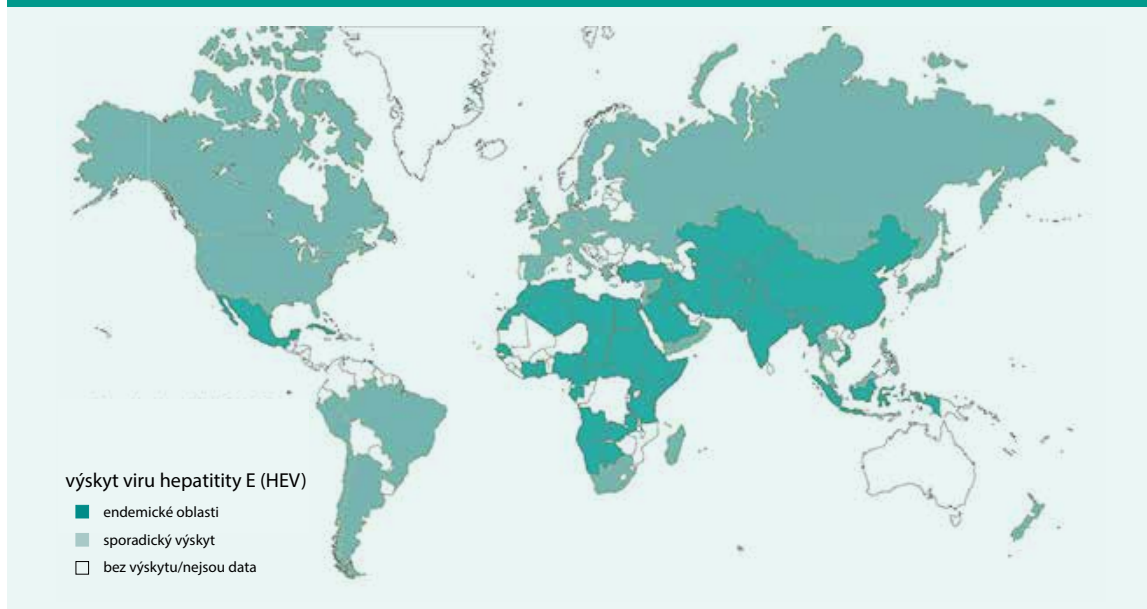 výskyt viru hepatitity E (HEV)
endemické oblasti
sporadický výskyt
bez výskytu/nejsou data